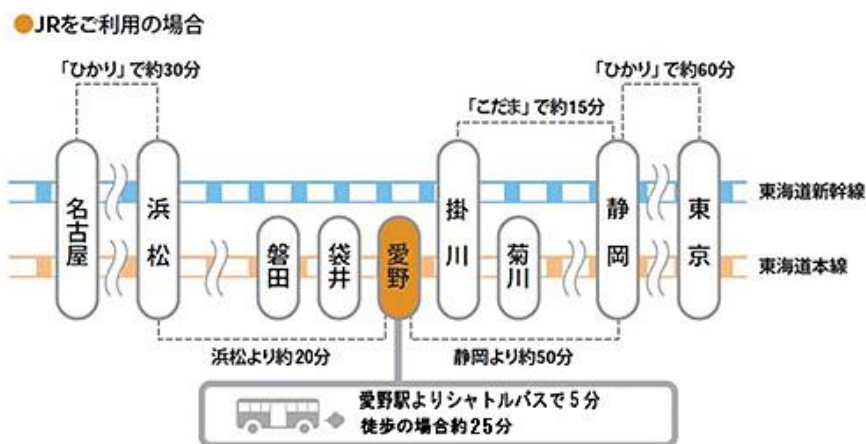 ●JRをご利用の場合
「ひかり」で約30分
「ひかり」で約60分
「こだま」で約15分
名古屋
浜松
磐田
袋井
愛野
掛川
菊川
静岡
東京
東海道新幹線
東海道本線
浜松より約20分
静岡より約50分
愛野駅よりシャトルバスで5分
徒歩の場合約25分